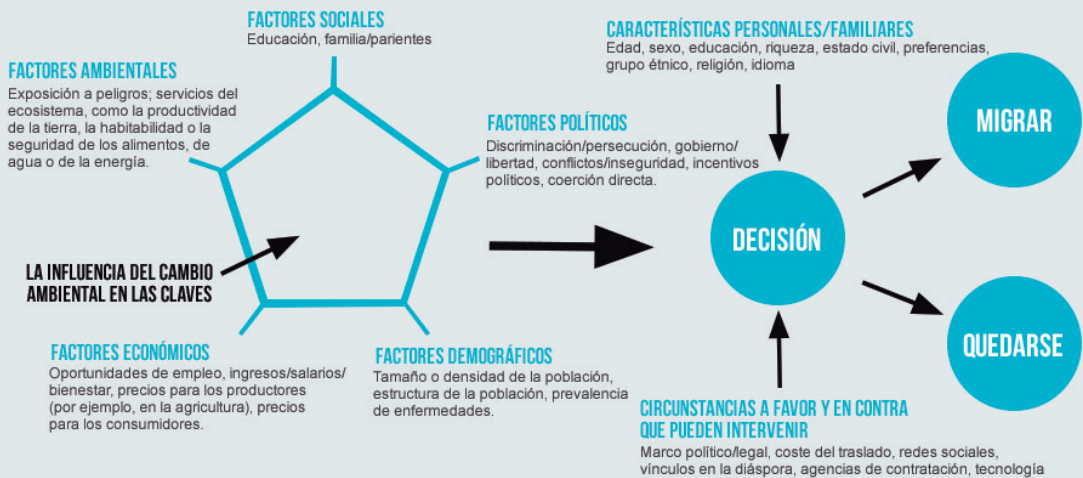 FACTORES SOCIALES
Educación, familia/parientes
FACTORES AMBIENTALES
Exposición a peligros; servicios del
ecosistema, como la productividad
de la tierra, la habitabilidad o la
seguridad de los alimentos, de
agua o de la energía.
FACTORES POLÍTICOS
Discriminación/persecución, gobierno/
libertad, conflictos/inseguridad, incentivos
políticos, coerción directa.
LA INFLUENCIA DEL CAMBIO
AMBIENTAL EN LAS CLAVES
FACTORES ECONÓMICOS
Oportunidades de empleo, ingresos/salarios/
bienestar, precios para los productores
(por ejemplo, en la agricultura), precios
para los consumidores.
FACTORES DEMOGRÁFICOS
Tamaño o densidad de la población,
estructura de la población, prevalencia
de enfermedades.
CARACTERÍSTICAS PERSONALES/FAMILIARES
Edad, sexo, educación, riqueza, estado civil, preferencias,
grupo étnico, religión, idioma
DECISIÓN
MIGRAR
QUEDARSE
CIRCUNSTANCIAS A FAVOR Y EN CONTRA
QUE PUEDEN INTERVENIR
Marco político/legal, coste del traslado, redes sociales,
vínculos en la diáspora, agencias de contratación, tecnología